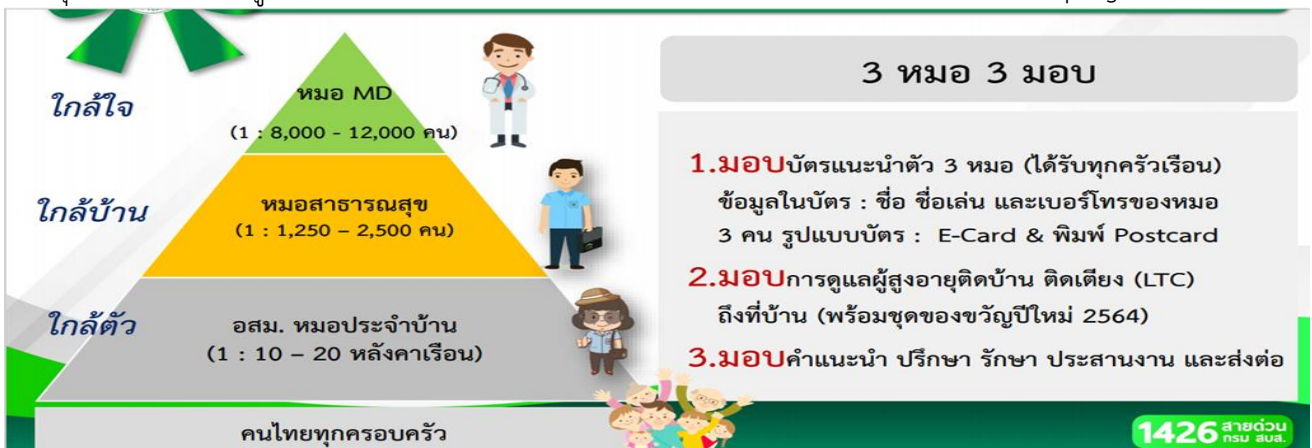 ใกล้ใจ
หมอ MD
(1 : 8,000 - 12,000 คน)
ใกล้บ้าน
หมอสาธารณสุข
(1 : 1,250 – 2,500 คน)
ใกล้ตัว
อสม. หมอประจำบ้าน
(1 : 10 – 20 หลังคาเรือน)
คนไทยทุกครอบครัว
3 หมอ 3 มอบ
1.มอบบัตรแนะนำตัว 3 หมอ (ได้รับทุกครัวเรือน)
ข้อมูลในบัตร : ชื่อ ชื่อเล่น และเบอร์โทรของหมอ
3 คน รูปแบบบัตร : E-Card & พิมพ์ Postcard
2.มอบการดูแลผู้สูงอายุติดบ้าน ติดเตียง (LTC)
ถึงที่บ้าน (พร้อมชุดของขวัญปีใหม่ 2564)
3.มอบคำแนะนำ ปรึกษา รักษา ประสานงาน และส่งต่อ
1426 สายด่วน
กรม สบส.